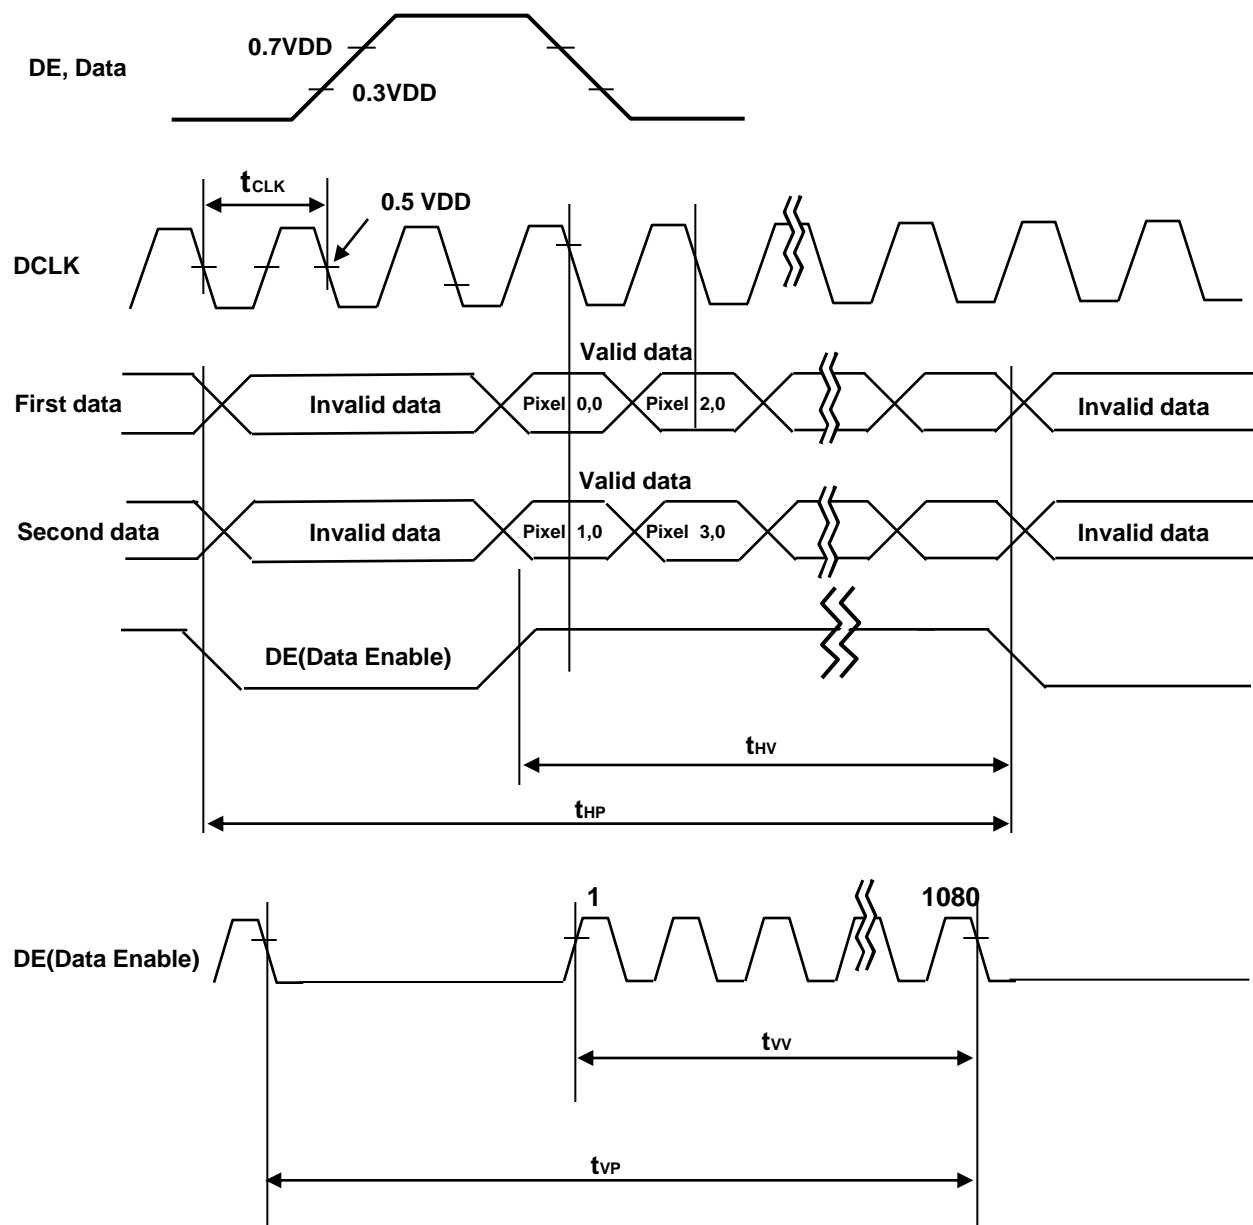 0.7VDD
DE, Data
0.3VDD
tCLK
0.5 VDD
DCLK
Valid data
First data
Invalid data
Pixel 0,0
Pixel 2,0
Invalid data
Valid data
Second data
Invalid data
Pixel 1,0
Pixel 3,0
Invalid data
DE(Data Enable)
tHV
tHP
1
1080
DE(Data Enable)
tVV
tVP